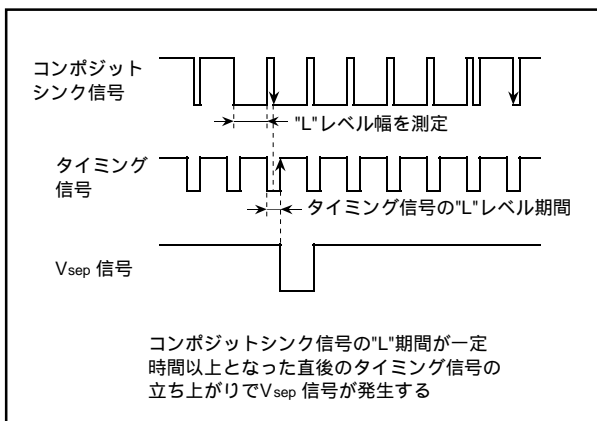 コンポジット
シンク信号
"L"レベル幅を測定
タイミング
信号
タイミング信号の"L"レベル期間
Vsep 信号
コンポジットシンク信号の"L"期間が一定
時間以上となった直後のタイミング信号の
立ち上がりでVsep 信号が発生する